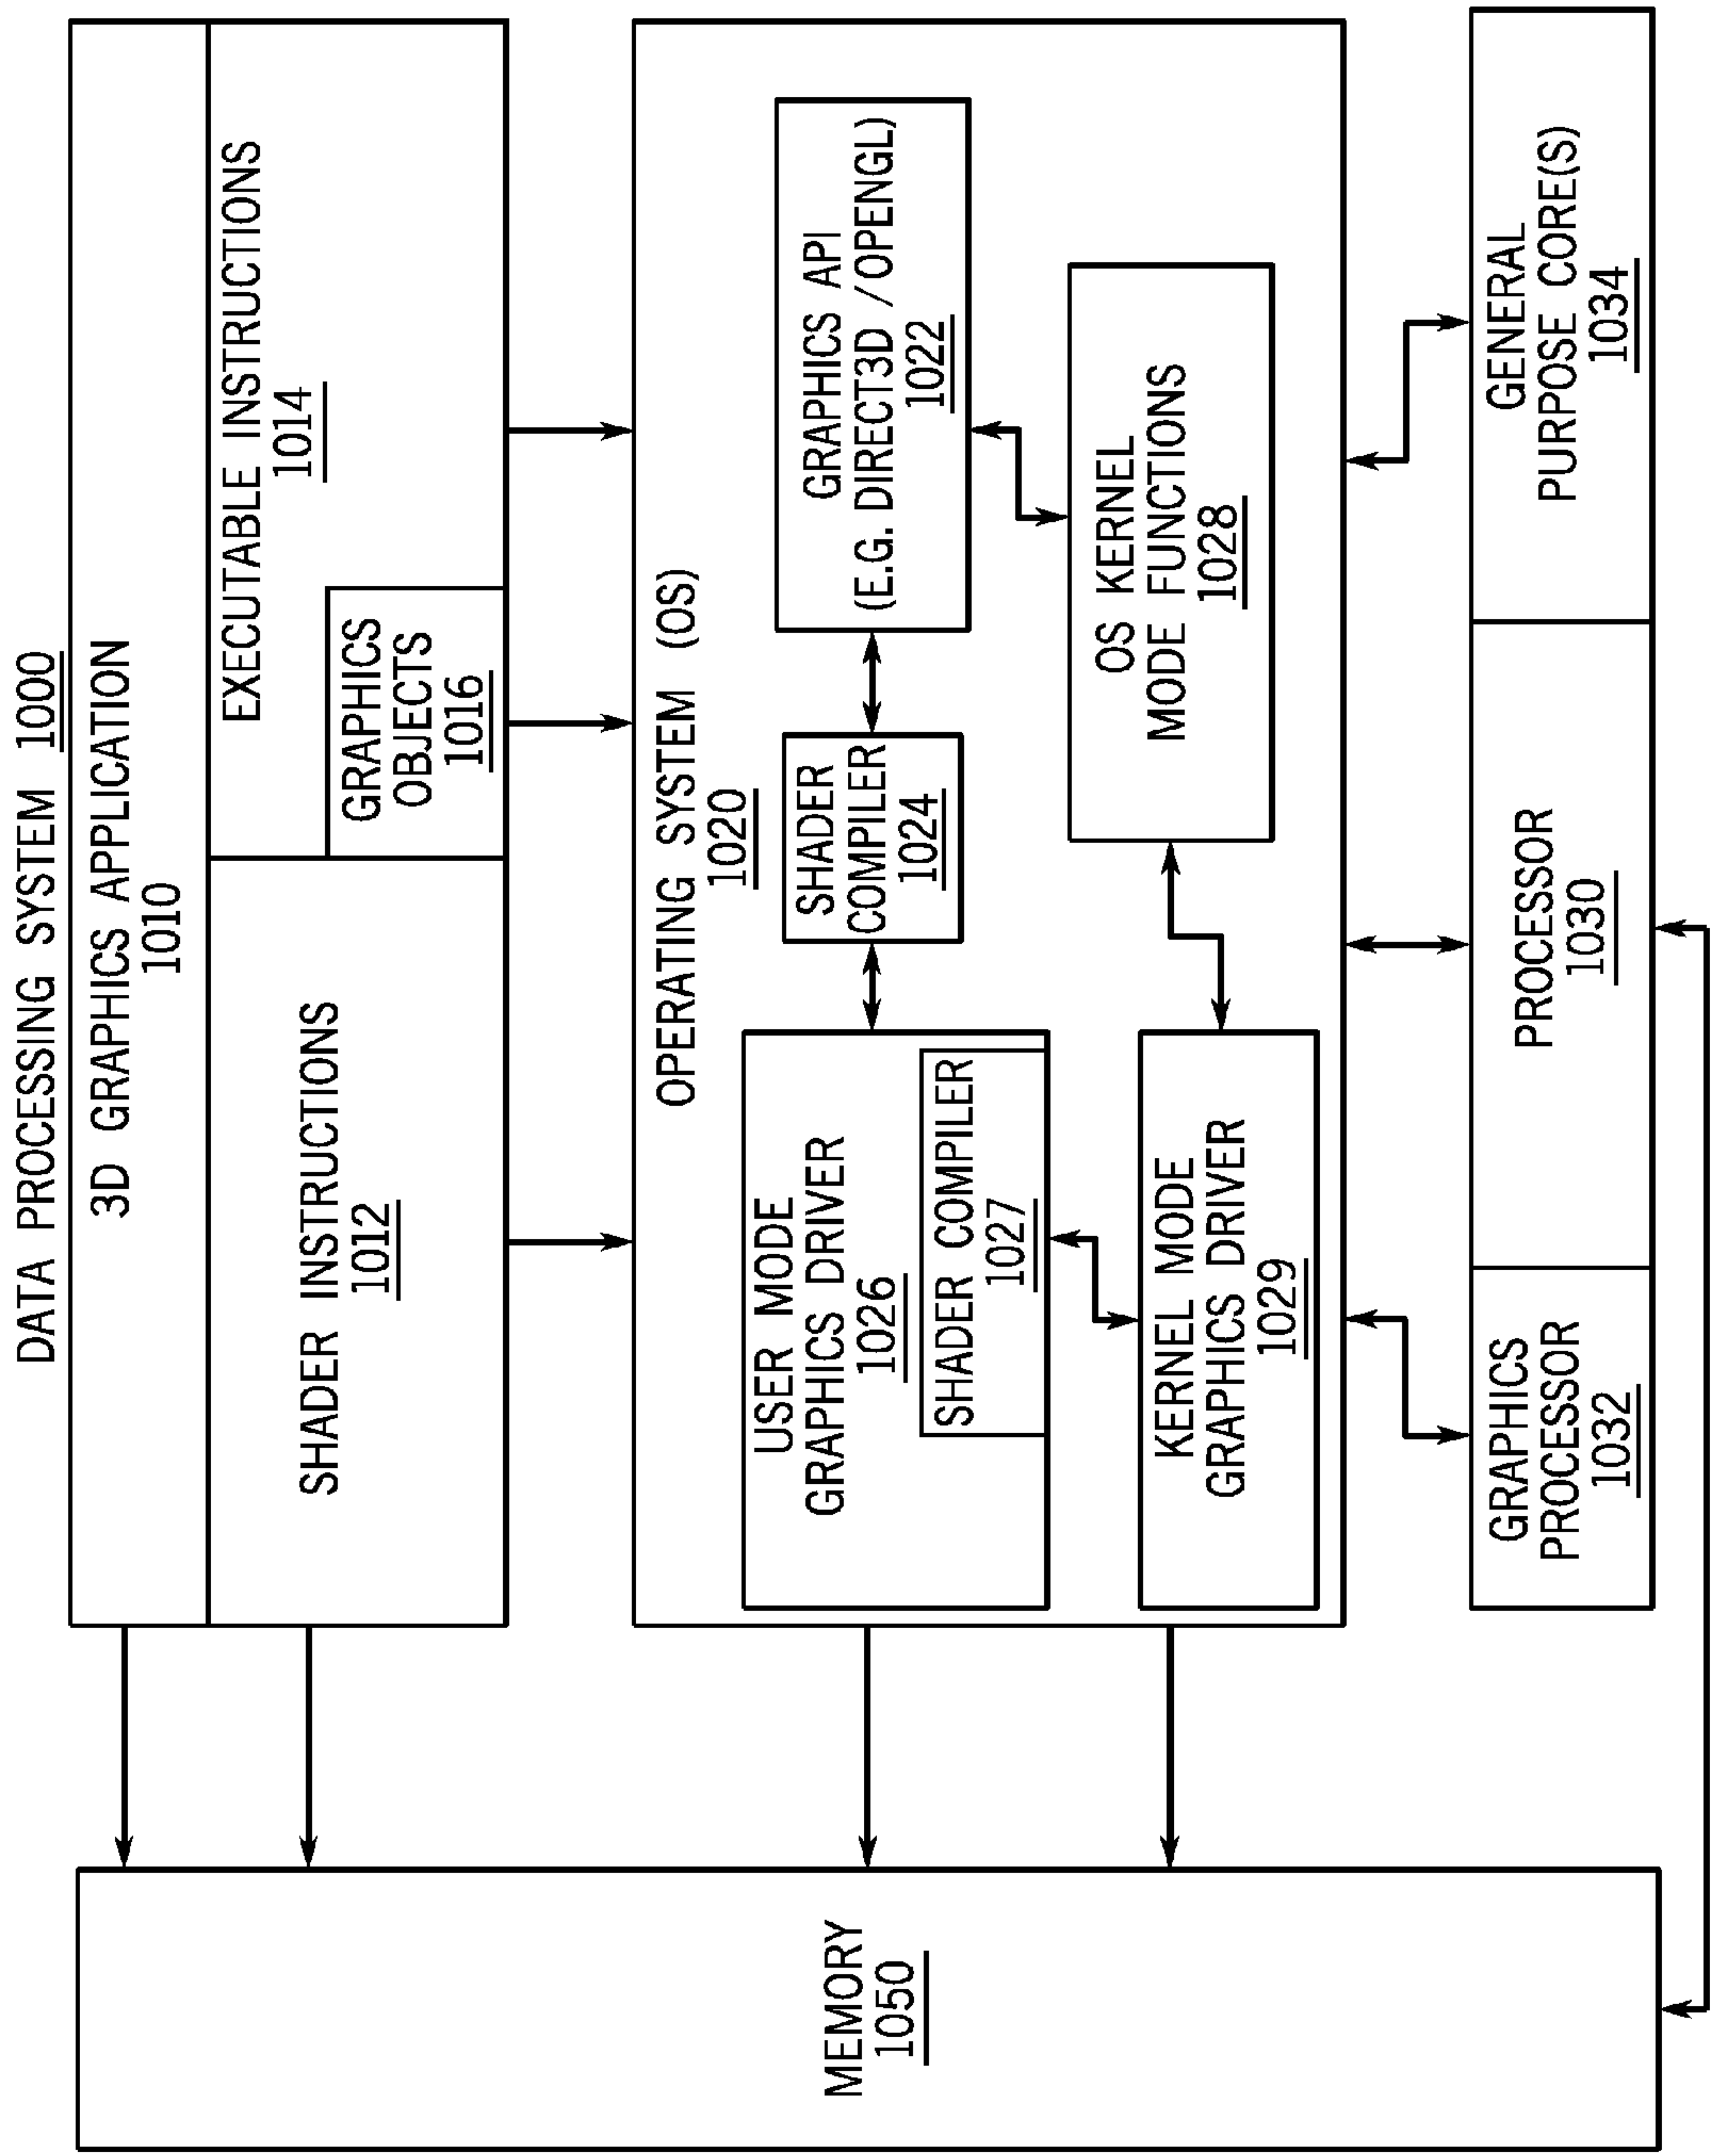 DATA PROCESSING SYSTEM 1000
3D GRAPHICS APPLICATION
1010
SHADER INSTRUCTIONS
1012
EXECUTABLE INSTRUCTIONS
1014
GRAPHICS
OBJECTS
1016
OPERATING SYSTEM (OS)
1020
USER MODE
GRAPHICS DRIVER
1026
SHADER COMPILER
1027
SHADER
COMPILER
1024
GRAPHICS API
(E.G. DIRECT3D /OPENGL)
1022
KERNEL MODE
GRAPHICS DRIVER
1029
OS KERNEL
MODE FUNCTIONS
1028
GRAPHICS
PROCESSOR
1032
PROCESSOR
1030
GENERAL
PURPOSE CORE(S)
1034
MEMORY
1050